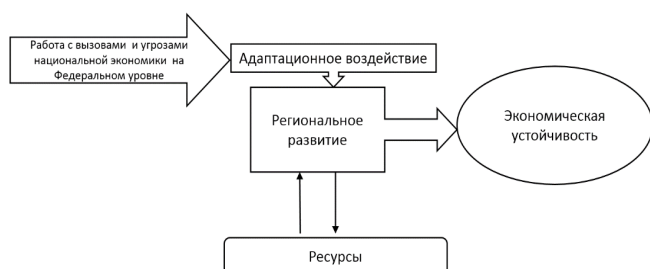 Работа с вызовами и угрозами
национальной экономики на
Федеральном уровне
Адаптационное воздействие
Региональное
развитие
Экономическая
устойчивость
Ресурсы